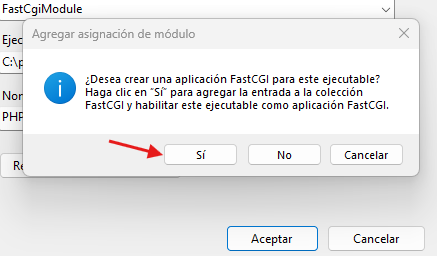 FastCgiModule
Agregar asignación de módulo
Ejec
C:\p
¿Desea crear una aplicación FastCGI para este ejecutable?
Haga clic en "Sí" para agregar la entrada a la colección
FastCGI y habilitar este ejecutable como aplicación FastCGI.
Nor
PHP
Sí No Cancelar
Re
Aceptar Cancelar